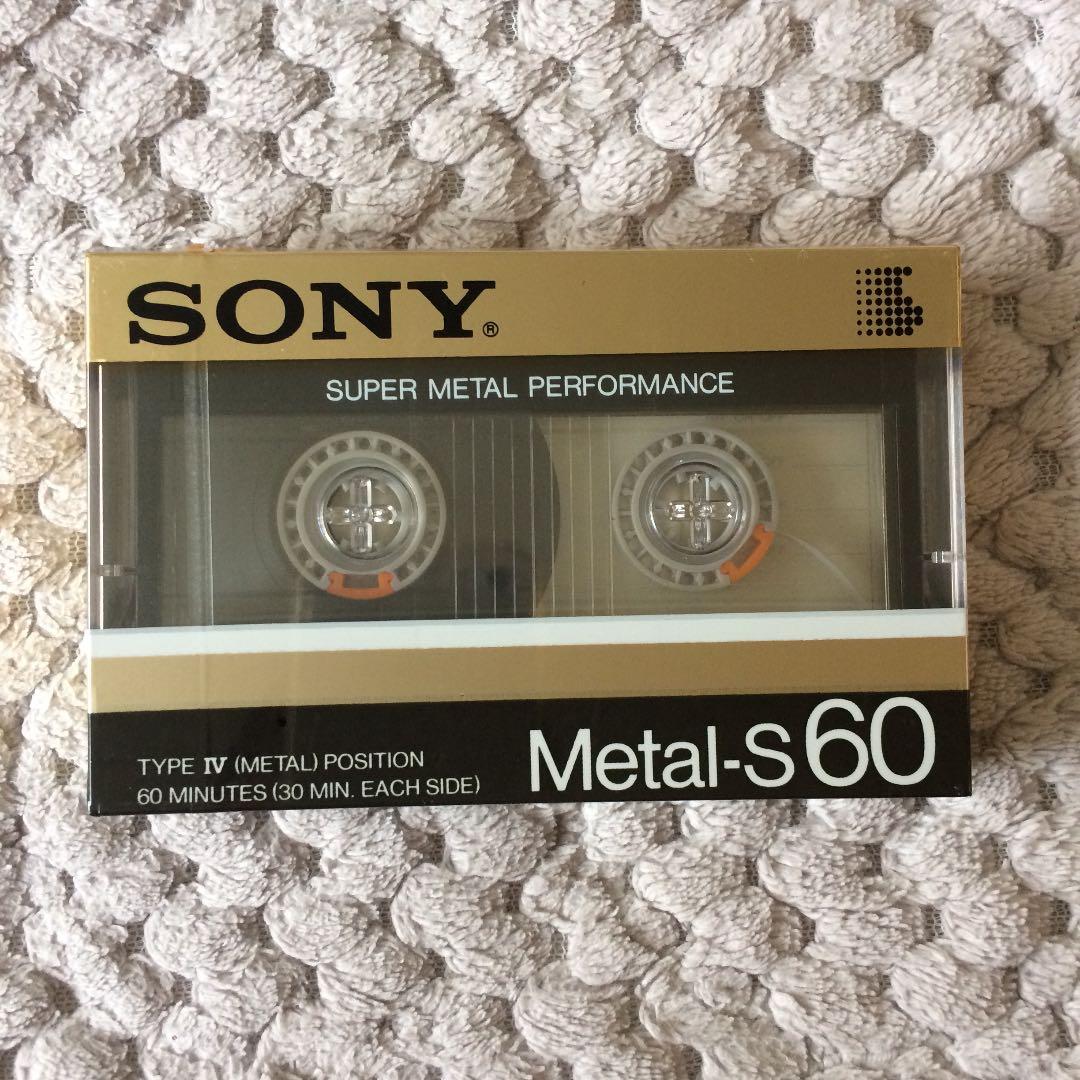 SONY®
SUPER METAL PERFORMANCE
TYPE IV (METAL) POSITION
60 MINUTES (30 MIN. EACH SIDE)
Metal-S 60